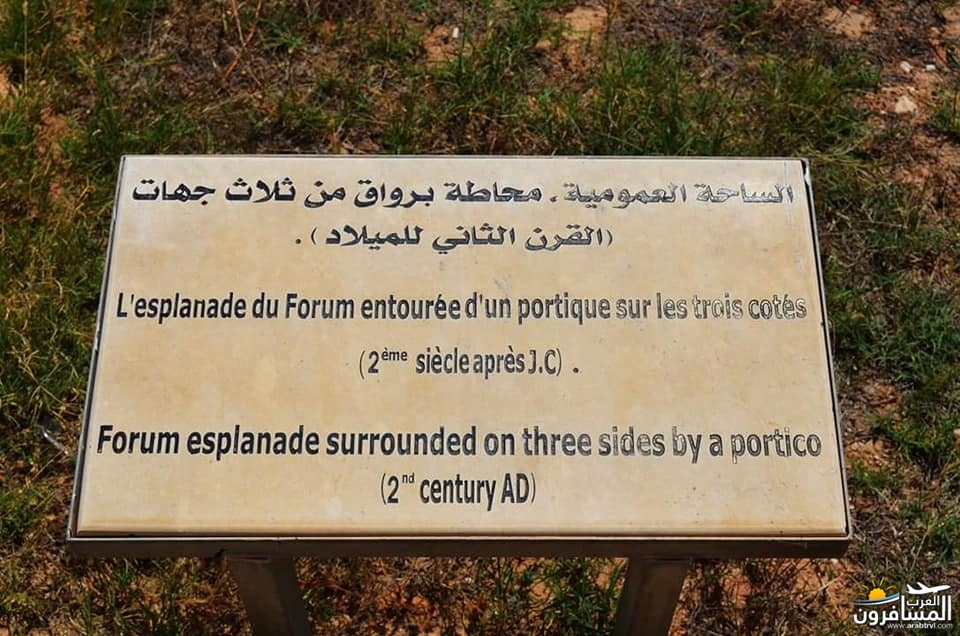 الساحة العمومية. محاطة برواق من ثلاث جهات
(القرن الثاني للميلاد).
L'esplanade du Forum entourée d'un portique sur les trois cotés
(2ème siècle après J.C) .
Forum esplanade surrounded on three sides by a portico
(2nd century AD)
العرب
المسافرون
www.arabtrvl.com